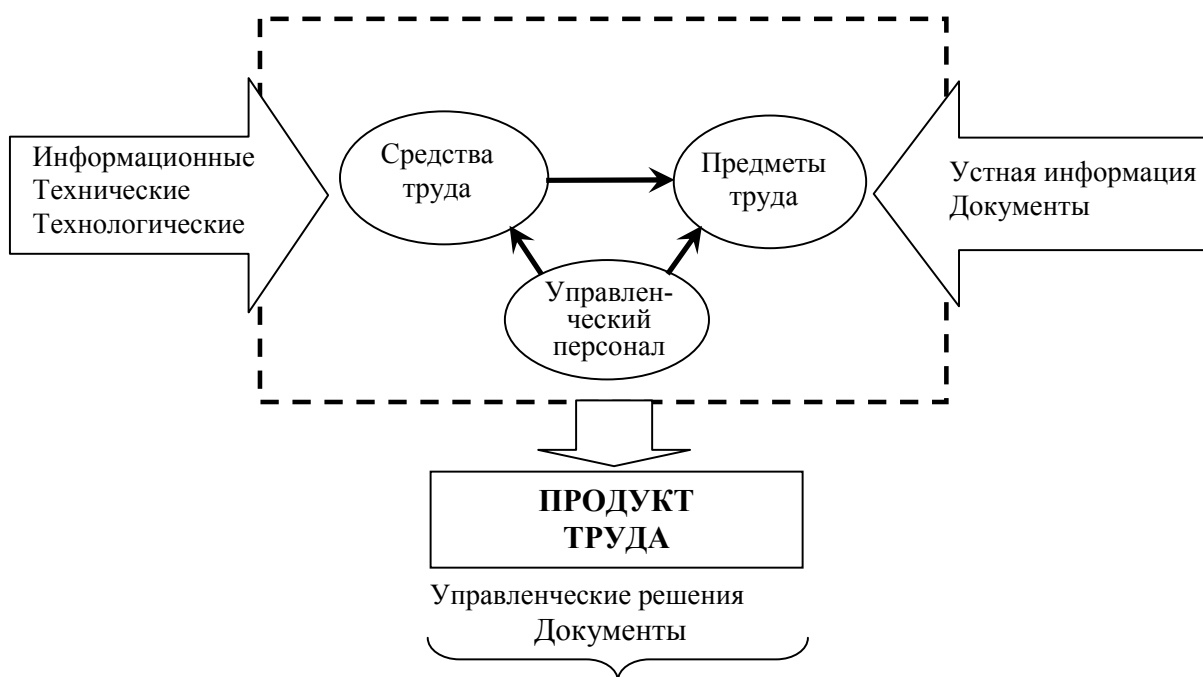 Средства
труда
Предметы
труда
Информационные
Технические
Технологические
Устная информация
Документы
Управлен-
ческий
персонал
ПРОДУКТ
ТРУДА
Управленческие решения
Документы